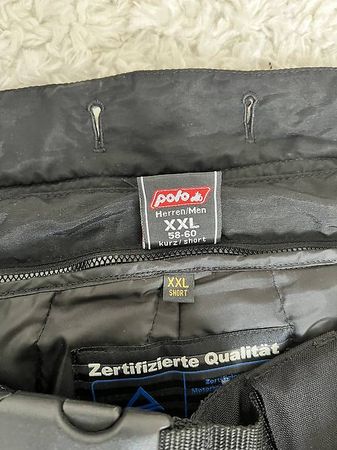 polo
Herren/Men
XXL
58-60
kurz/short
XXL
SHORT
Zertifizierte Qualität